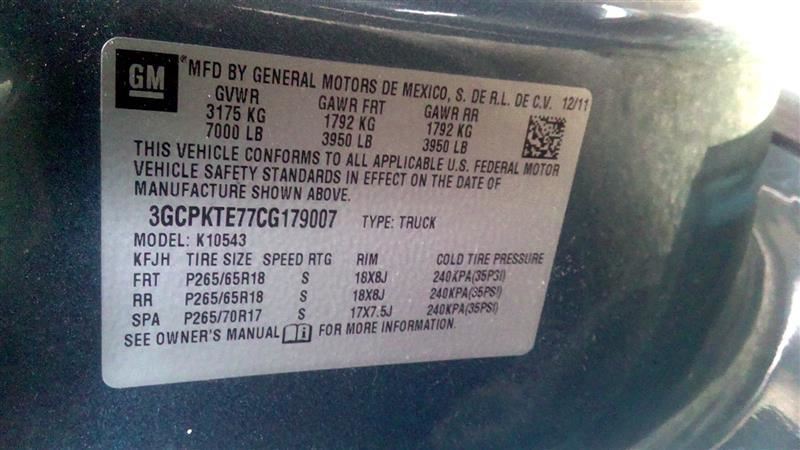 GM ® MFD BY GENERAL MOTORS DE MEXICO, S. DE R.L. DE C.V. 12/11
GVWR GAWR FRT GAWR RR
3175 KG 1792 KG 1792 KG
7000 LB 3950 LB 3950 LB
THIS VEHICLE CONFORMS TO ALL APPLICABLE U.S. FEDERAL MOTOR
VEHICLE SAFETY STANDARDS IN EFFECT ON THE DATE OF
MANUFACTURE SHOWN ABOVE.
3GCPKTE77CG179007 TYPE: TRUCK
MODEL: K10543
KFJH TIRE SIZE SPEED RTG RIM COLD TIRE PRESSURE
FRT P265/65R18 S 18X8J 240KPA(35PSI)
RR P265/65R18 S 18X8J 240KPA(35PSI)
SPA P265/70R17 S 17X7.5J 240KPA(35PSI)
SEE OWNER'S MANUAL FOR MORE INFORMATION.